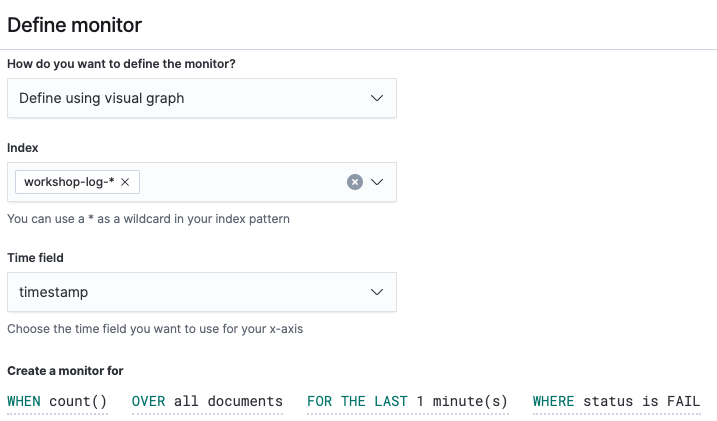 Define monitor
How do you want to define the monitor?
Define using visual graph
Index
workshop-log-*
You can use a * as a wildcard in your index pattern
Time field
timestamp
Choose the time field you want to use for your x-axis
Create a monitor for
WHEN count() OVER all documents FOR THE LAST 1 minute(s) WHERE status is FAIL